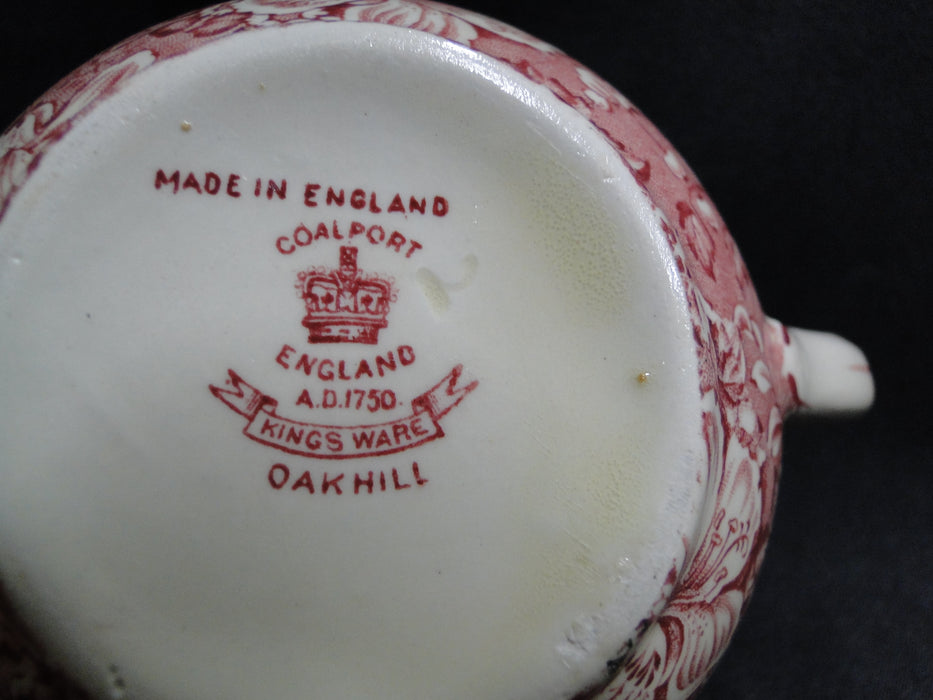 MADE IN ENGLAND
COALPORT
ENGLAND
A.D.1750.
KINGS WARE
OAKHILL